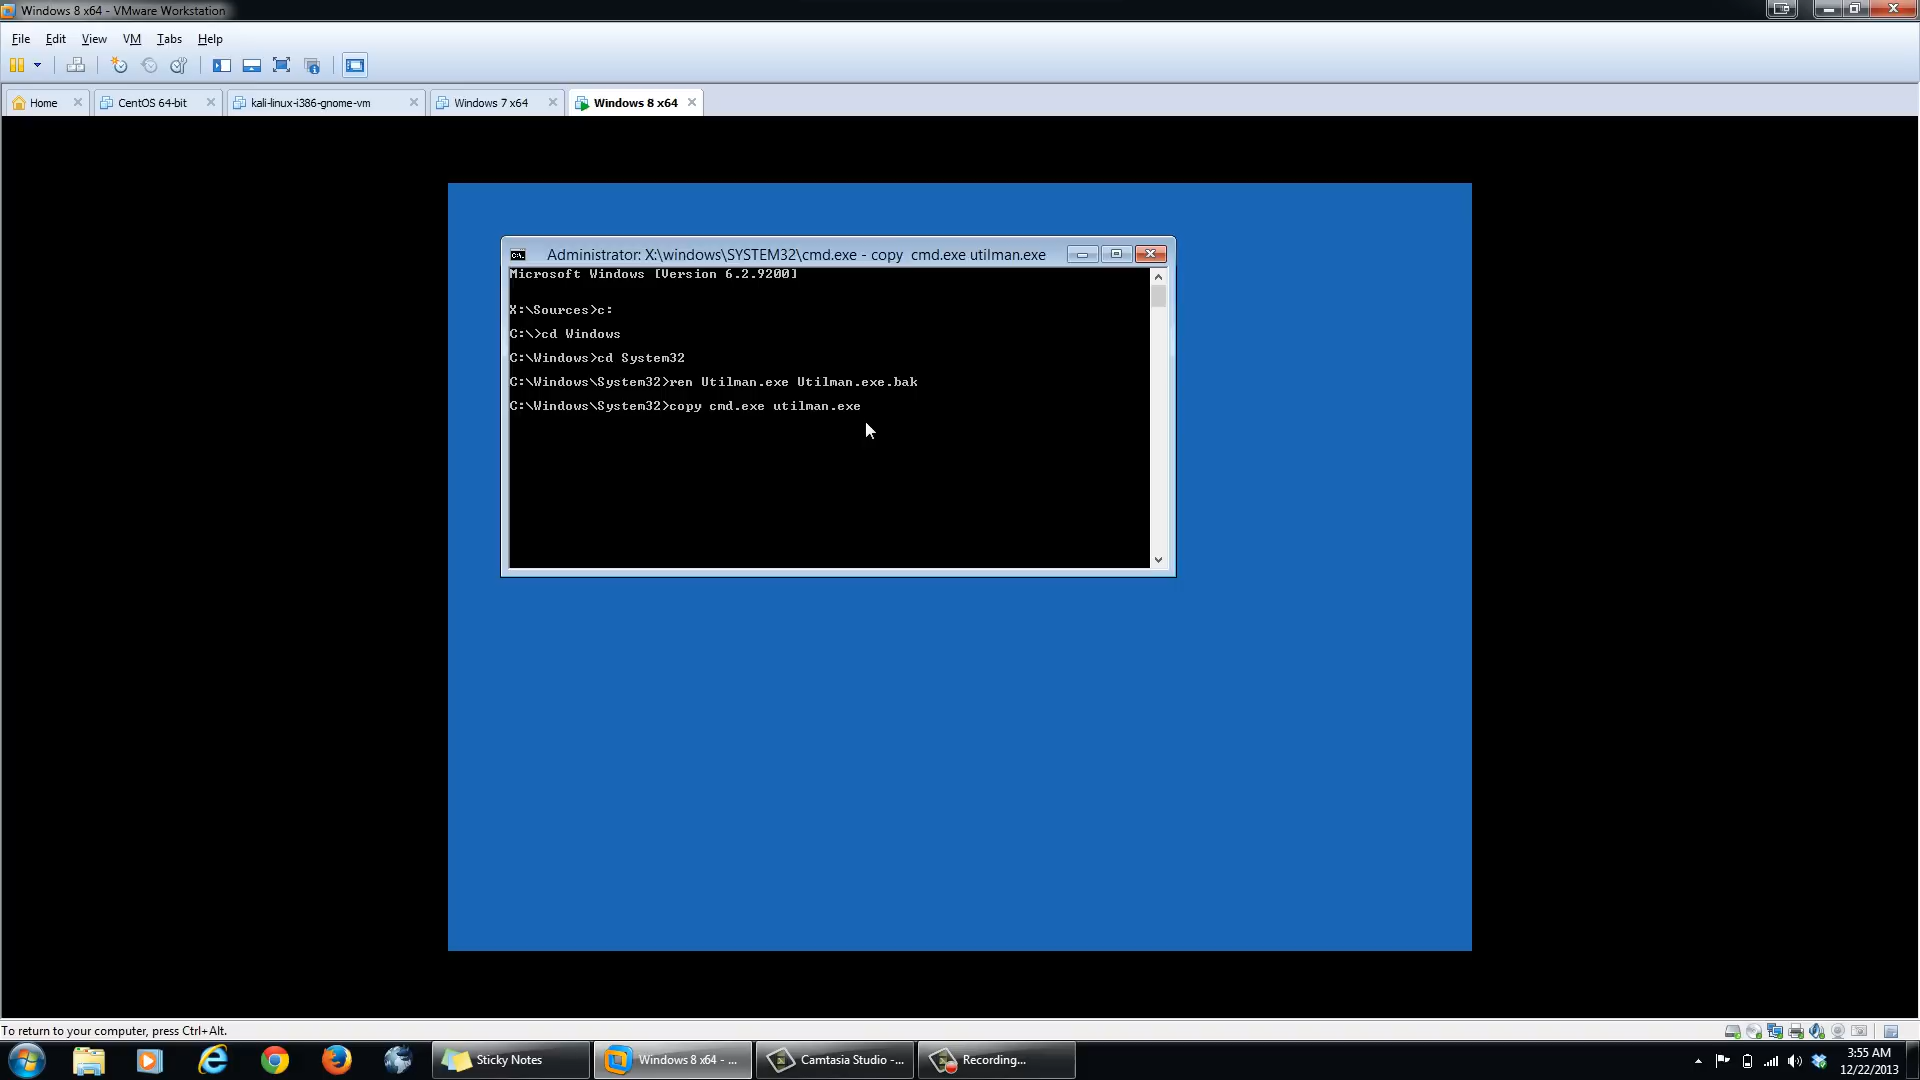 Windows 8 x64 - VMware Workstation
File Edit View VM Tabs Help
Home CentOS 64-bit kali-linux-i386-gnome-vm Windows 7 x64 Windows 8 x64
Administrator: X:\windows\SYSTEM32\cmd.exe - copy  cmd.exe utilman.exe
Microsoft Windows [Version 6.2.9200]
X:\Sources>c:
C:\>cd Windows
C:\Windows>cd System32
C:\Windows\System32>ren Utilman.exe Utilman.exe.bak
C:\Windows\System32>copy cmd.exe utilman.exe
To return to your computer, press Ctrl+Alt.
Sticky Notes Windows 8 x64 - ... Camtasia Studio -... Recording...
3:55 AM
12/22/2013